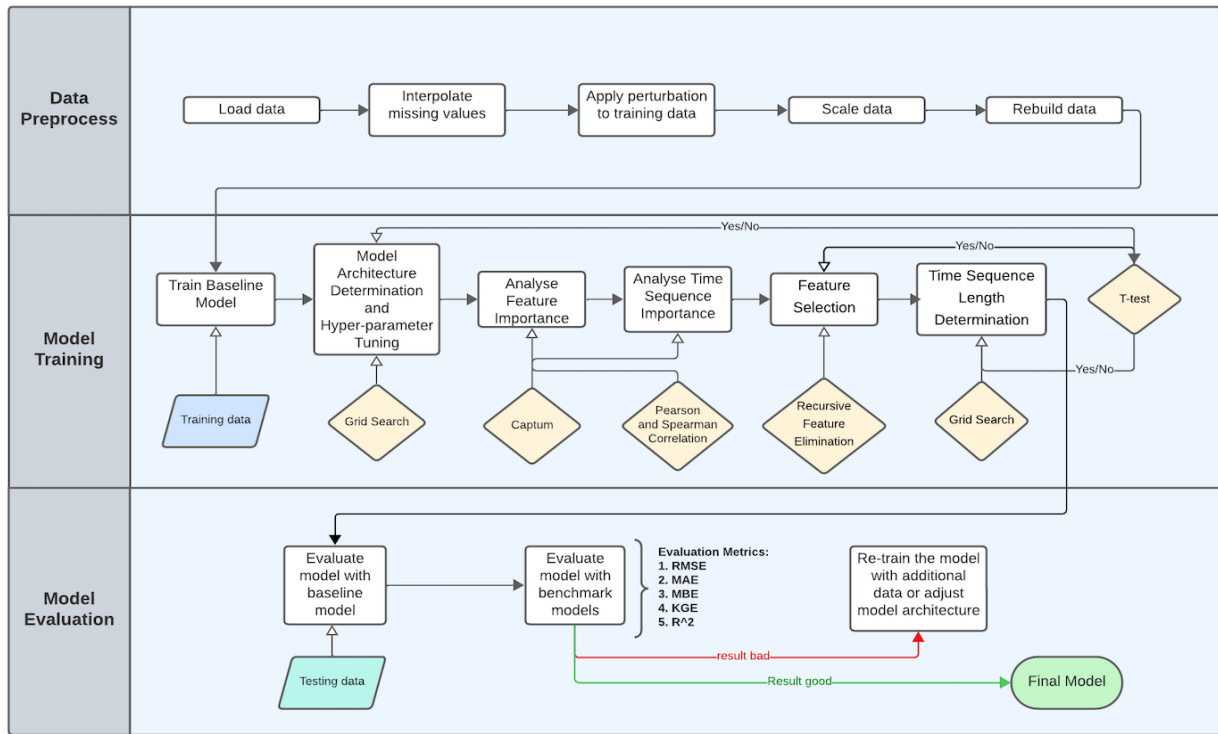 Data
Preprocess
Load data
Interpolate
missing values
Apply perturbation
to training data
Scale data
Rebuild data
Model
Training
Yes/No
Yes/No
Train Baseline
Model
Model
Architecture
Determination
and
Hyper-parameter
Tuning
Analyse
Feature
Importance
Analyse Time
Sequence
Importance
Feature
Selection
Time Sequence
Length
Determination
T-test
Yes/No
Training data
Grid Search
Captum
Pearson
and Spearman
Correlation
Recursive
Feature
Elimination
Grid Search
Model
Evaluation
Evaluate
model with
baseline
model
Evaluate
model with
benchmark
models
Evaluation Metrics:
1. RMSE
2. MAE
3. MBE
4. KGE
5. R^2
Re-train the model
with additional
data or adjust
model architecture
result bad
Result good
Testing data
Final Model